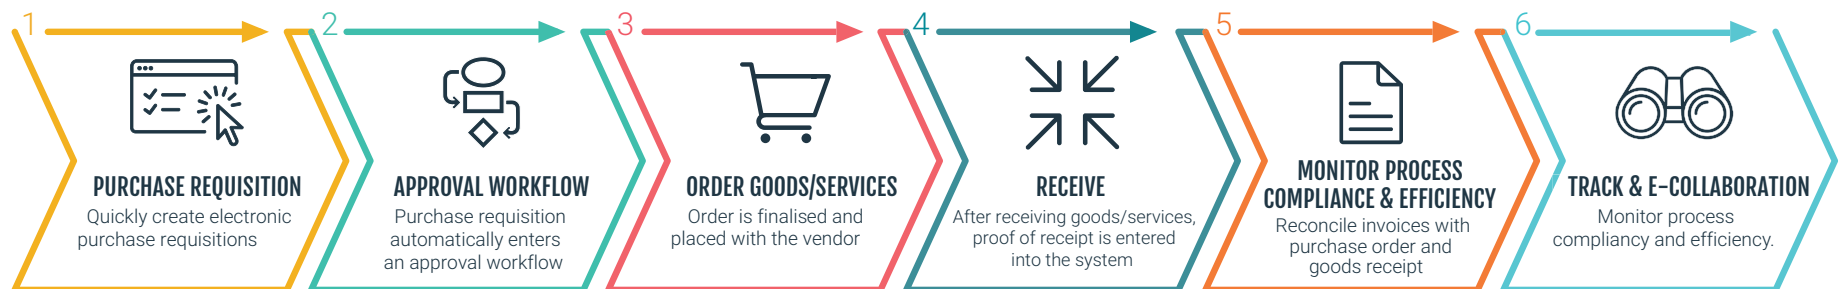 1
PURCHASE REQUISITION
Quickly create electronic
purchase requisitions
2
APPROVAL WORKFLOW
Purchase requisition
automatically enters
an approval workflow
3
ORDER GOODS/SERVICES
Order is finalised and
placed with the vendor
4
RECEIVE
After receiving goods/services,
proof of receipt is entered
into the system
5
MONITOR PROCESS
COMPLIANCE & EFFICIENCY
Reconcile invoices with
purchase order and
goods receipt
6
TRACK & E-COLLABORATION
Monitor process
compliancy and efficiency.